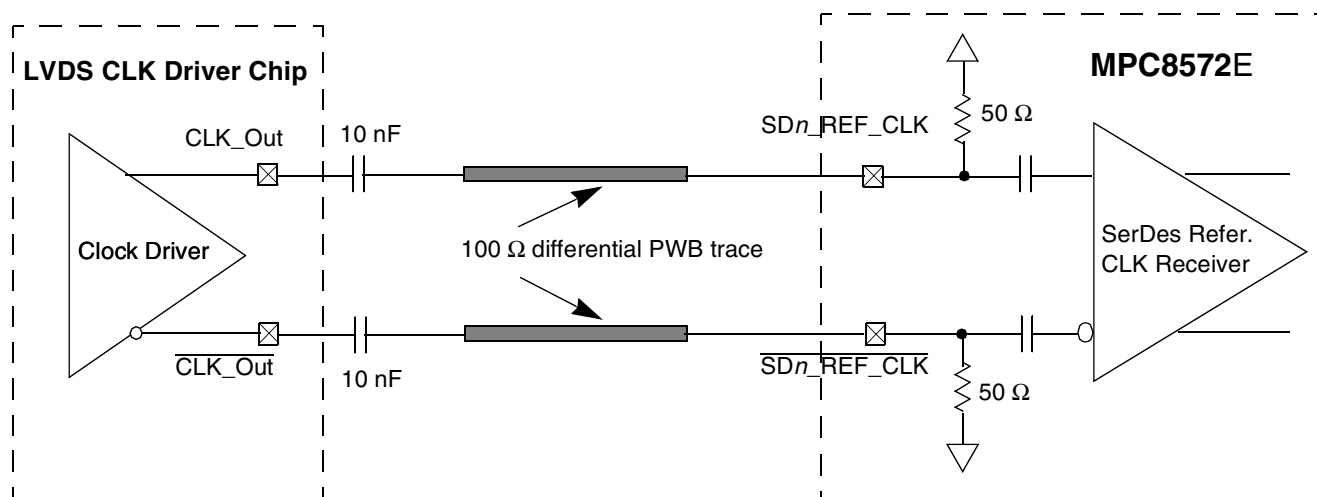 LVDS CLK Driver Chip
MPC8572E
CLK_Out
10 nF
SDn_REF_CLK
50 Ω
Clock Driver
100 Ω differential PWB trace
SerDes Refer.
CLK Receiver
CLK_Out
10 nF
SDn_REF_CLK
50 Ω